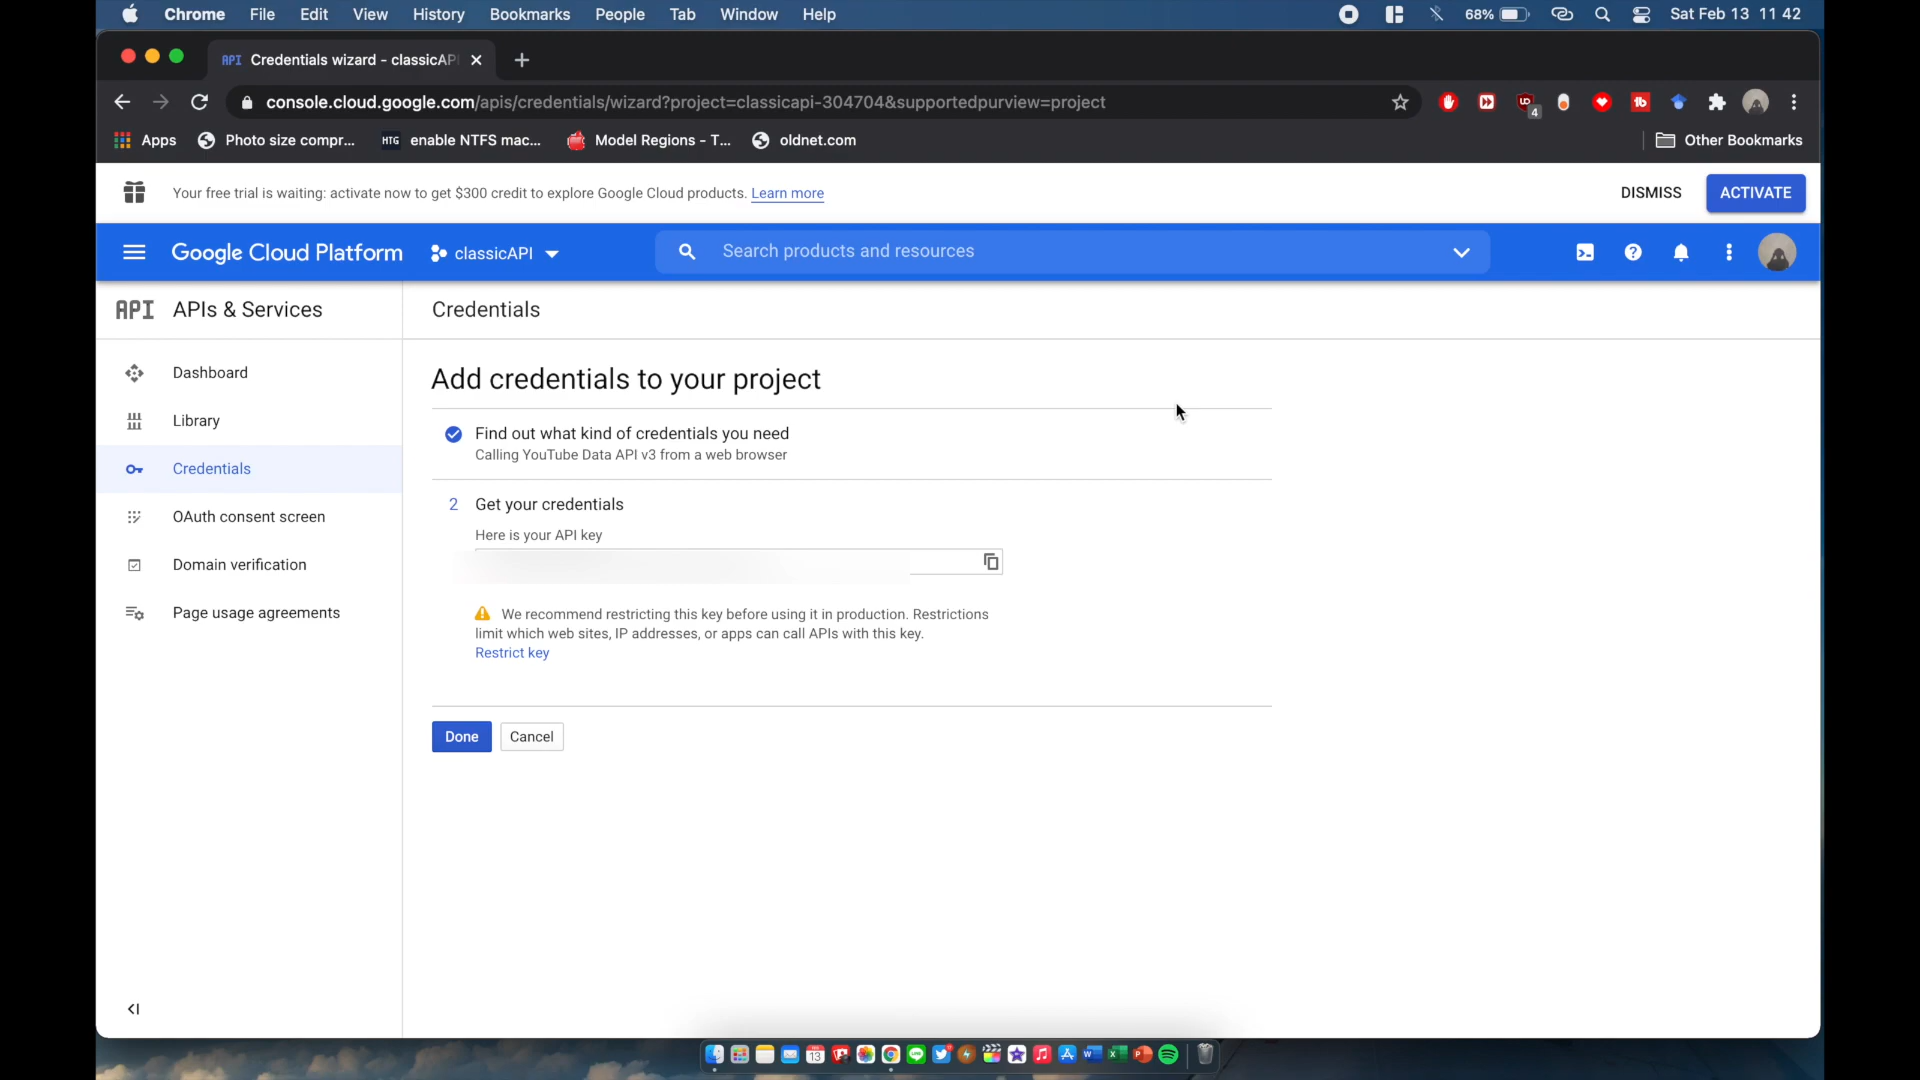 Chrome File Edit View History Bookmarks People Tab Window Help 68% Sat Feb 13 11 42
API Credentials wizard - classicAPI
console.cloud.google.com/apis/credentials/wizard?project=classicapi-304704&supportedpurview=project
4
Apps Photo size compr... HTG enable NTFS mac... Model Regions - T... oldnet.com Other Bookmarks
Your free trial is waiting: activate now to get $300 credit to explore Google Cloud products. Learn more DISMISS ACTIVATE
Google Cloud Platform classicAPI Search products and resources
API APIs & Services Credentials
Dashboard
Library
Credentials
OAuth consent screen
Domain verification
Page usage agreements
Add credentials to your project
Find out what kind of credentials you need
Calling YouTube Data API v3 from a web browser
2 Get your credentials
Here is your API key
We recommend restricting this key before using it in production. Restrictions
limit which web sites, IP addresses, or apps can call APIs with this key.
Restrict key
Done Cancel
13